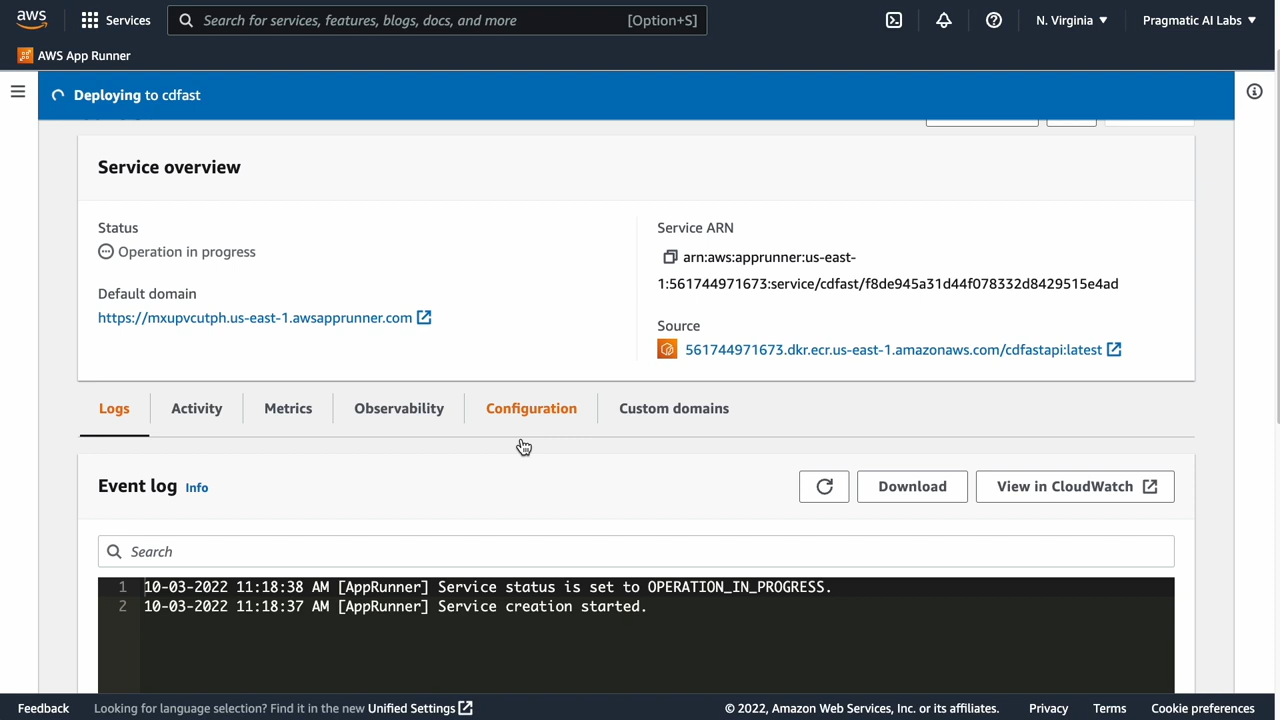 aws
Services
Search for services, features, blogs, docs, and more
[Option+S]
N. Virginia ▼
Pragmatic AI Labs ▼
AWS App Runner
Deploying to cdfast
Service overview
Status
Operation in progress
Default domain
https://mxupvcutph.us-east-1.awsapprunner.com
Service ARN
arn:aws:apprunner:us-east-
1:561744971673:service/cdfast/f8de945a31d44f078332d8429515e4ad
Source
561744971673.dkr.ecr.us-east-1.amazonaws.com/cdfastapi:latest
Logs
Activity
Metrics
Observability
Configuration
Custom domains
Event log Info
Download
View in CloudWatch
Search
1 10-03-2022 11:18:38 AM [AppRunner] Service status is set to OPERATION_IN_PROGRESS.
2 10-03-2022 11:18:37 AM [AppRunner] Service creation started.
Feedback
Looking for language selection? Find it in the new Unified Settings
© 2022, Amazon Web Services, Inc. or its affiliates.
Privacy
Terms
Cookie preferences